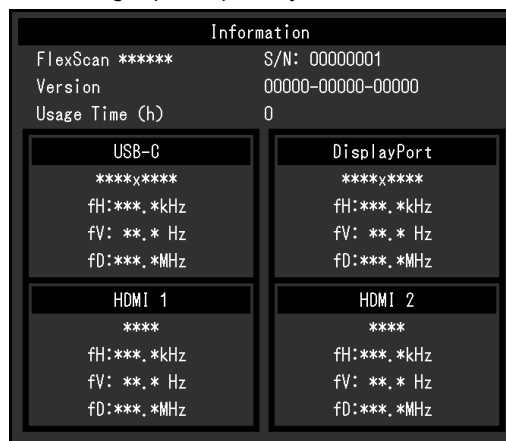 Information
FlexScan ****** S/N: 00000001
Version 00000-00000-00000
Usage Time (h) 0
USB-C
****x****
fH:***.*kHz
fV: **.* Hz
fD:***.*MHz
DisplayPort
****x****
fH:***.*kHz
fV: **.* Hz
fD:***.*MHz
HDMI 1
****
fH:***.*kHz
fV: **.* Hz
fD:***.*MHz
HDMI 2
****
fH:***.*kHz
fV: **.* Hz
fD:***.*MHz